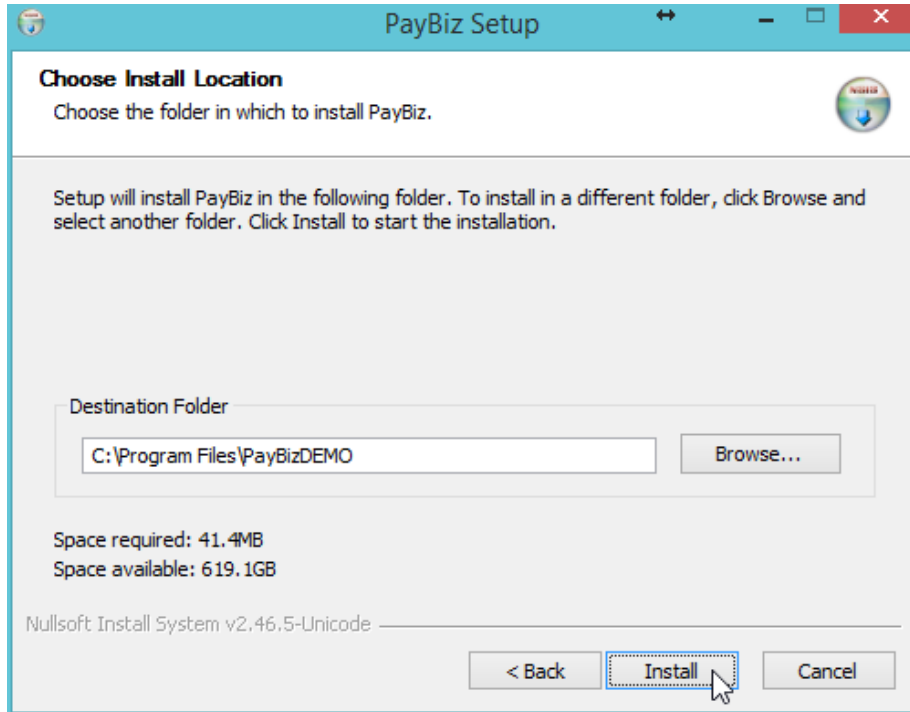 PayBiz Setup
Choose Install Location
Choose the folder in which to install PayBiz.
Setup will install PayBiz in the following folder. To install in a different folder, click Browse and
select another folder. Click Install to start the installation.
Destination Folder
C:\Program Files\PayBizDEMO
Browse...
Space required: 41.4MB
Space available: 619.1GB
Nullsoft Install System v2.46.5-Unicode
< Back
Install
Cancel